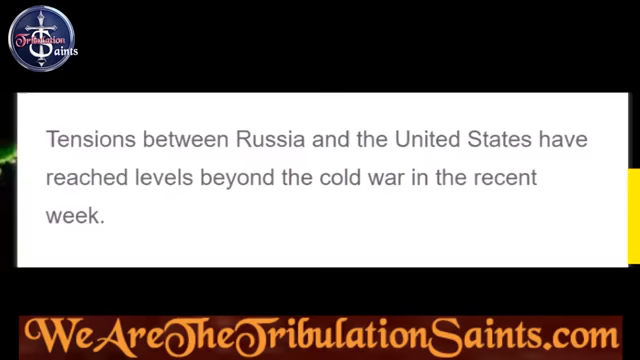 Tribulation
Saints
Tensions between Russia and the United States have
reached levels beyond the cold war in the recent
week.
WeAreTheTribulationSaints.com